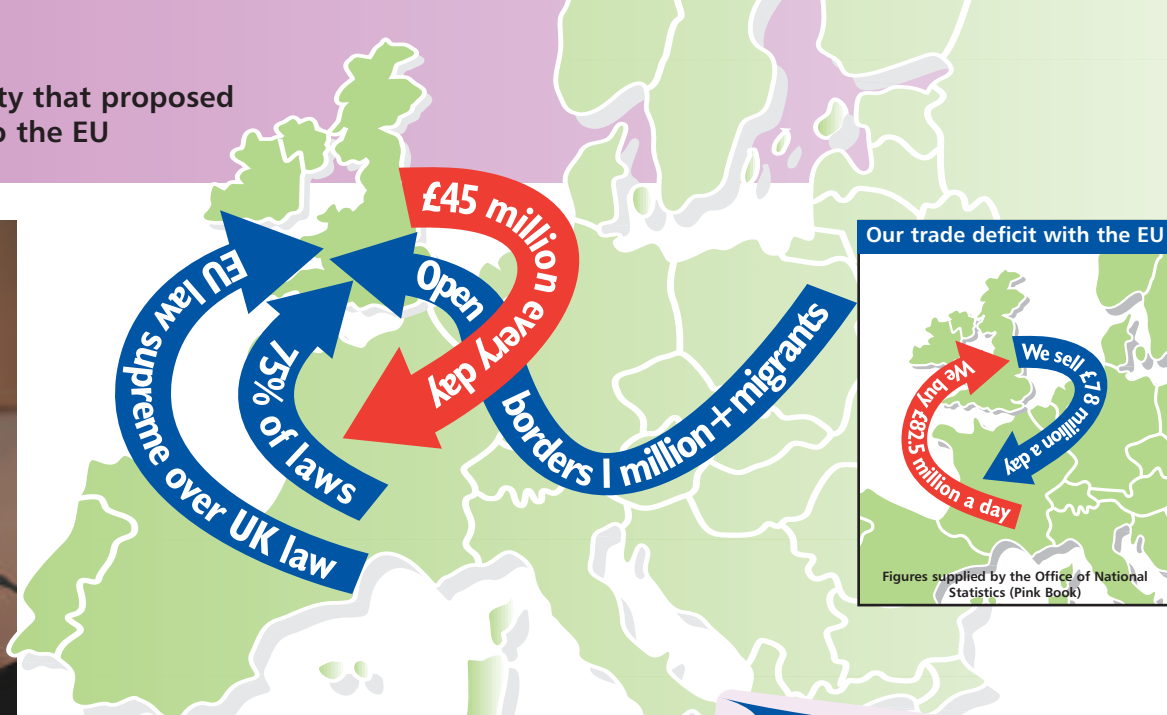 ty that proposed
o the EU
£45 million every day
Open borders 1 million+migrants
EU law supreme over UK law
75% of laws
Our trade deficit with the EU
We sell £78 million a day
We buy £82.5 million a day
Figures supplied by the Office of National
Statistics (Pink Book)